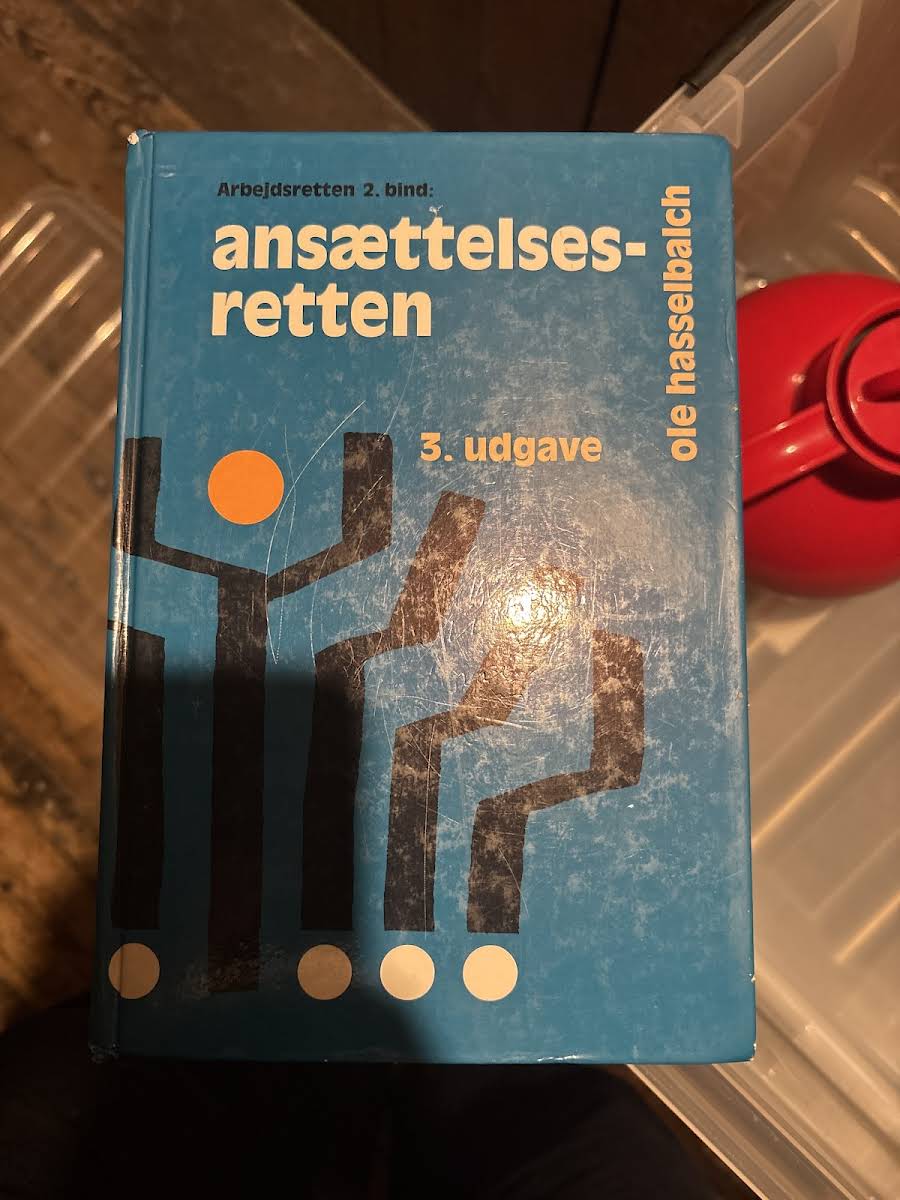 Arbejdsretten 2. bind:
ansættelses-
retten
ole hasselbalch
3. udgave